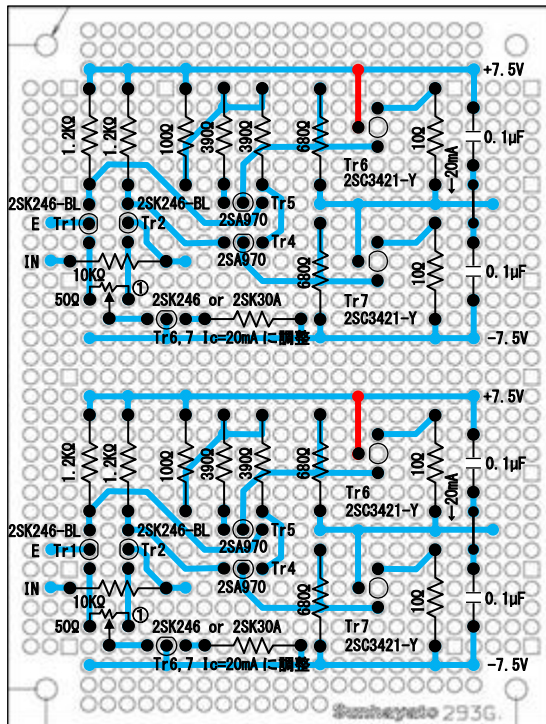 +7.5V
1.2KΩ 1.2KΩ 100Ω 390Ω 390Ω 680Ω 10Ω 0.1μF
Tr6
2SC3421-Y
←20mA
2SK246-BL 2SK246-BL Tr5
2SA970
E Tr1 Tr2 Tr4
2SA970
IN
10KΩ
680Ω 10Ω 0.1μF
50Ω ① 2SK246 or 2SK30A
Tr7
2SC3421-Y
Tr6,7 Ic=20mAに調整
-7.5V
+7.5V
1.2KΩ 1.2KΩ 100Ω 390Ω 390Ω 680Ω 10Ω 0.1μF
Tr6
2SC3421-Y
←20mA
2SK246-BL 2SK246-BL Tr5
2SA970
E Tr1 Tr2 Tr4
2SA970
IN
10KΩ
680Ω 10Ω 0.1μF
50Ω ① 2SK246 or 2SK30A
Tr7
2SC3421-Y
Tr6,7 Ic=20mAに調整
-7.5V
Sunhayato 293G.